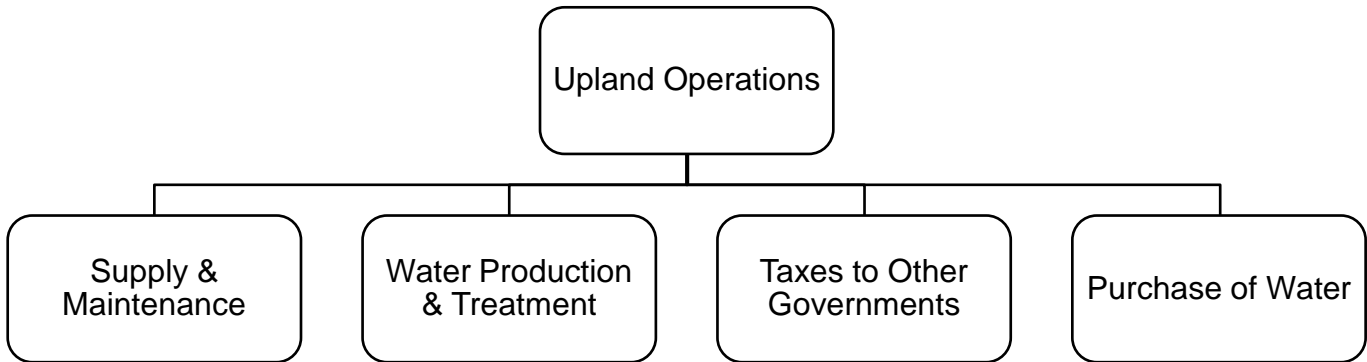 Upland Operations
Supply &
Maintenance
Water Production
& Treatment
Taxes to Other
Governments
Purchase of Water